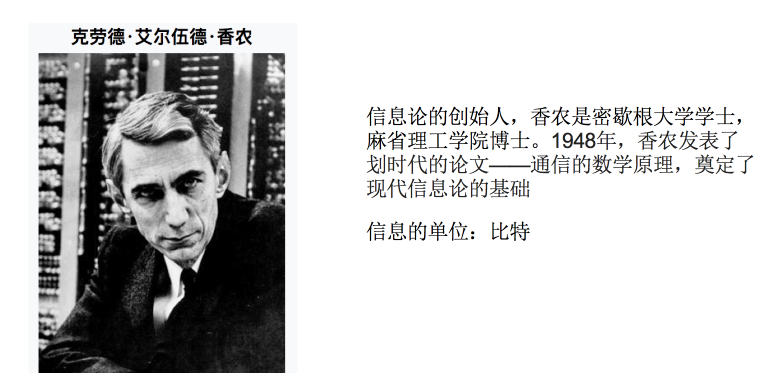 克劳德·艾尔伍德·香农
信息论的创始人，香农是密歇根大学学士，
麻省理工学院博士。1948年，香农发表了
划时代的论文——通信的数学原理，奠定了
现代信息论的基础
信息的单位：比特